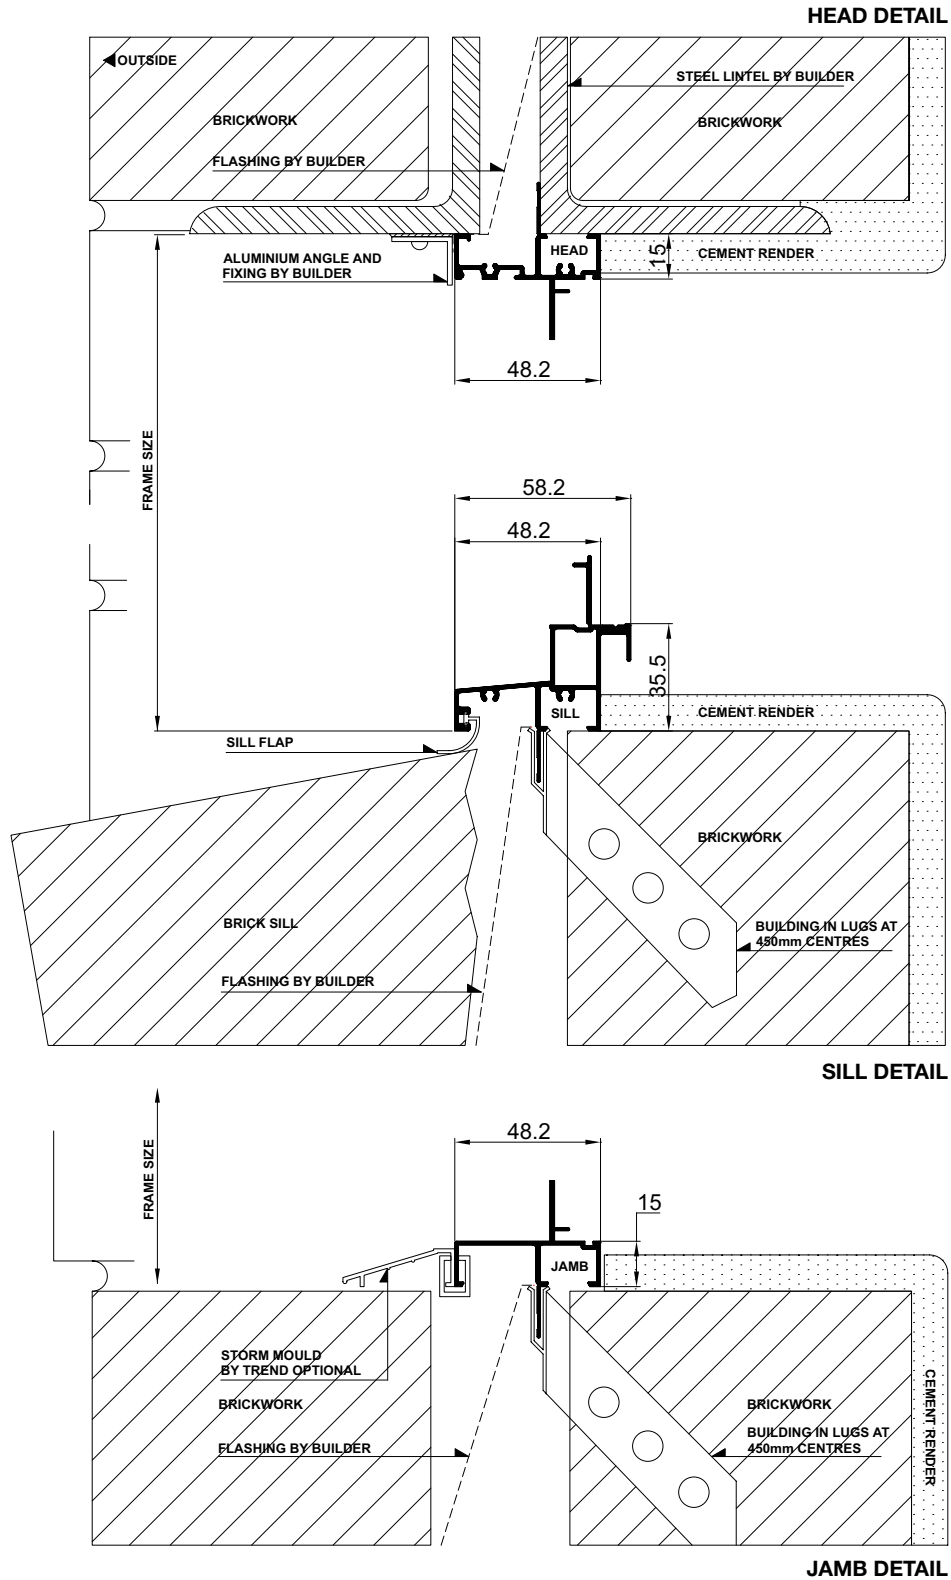 HEAD DETAIL
OUTSIDE
STEEL LINTEL BY BUILDER
BRICKWORK
BRICKWORK
FLASHING BY BUILDER
HEAD
15
CEMENT RENDER
ALUMINIUM ANGLE AND
FIXING BY BUILDER
48.2
FRAME SIZE
58.2
48.2
35.5
SILL
CEMENT RENDER
SILL FLAP
BRICKWORK
BRICK SILL
BUILDING IN LUGS AT
450mm CENTRES
FLASHING BY BUILDER
SILL DETAIL
FRAME SIZE
48.2
15
JAMB
STORM MOULD
BY TREND OPTIONAL
BRICKWORK
BRICKWORK
CEMENT RENDER
BUILDING IN LUGS AT
450mm CENTRES
FLASHING BY BUILDER
JAMB DETAIL